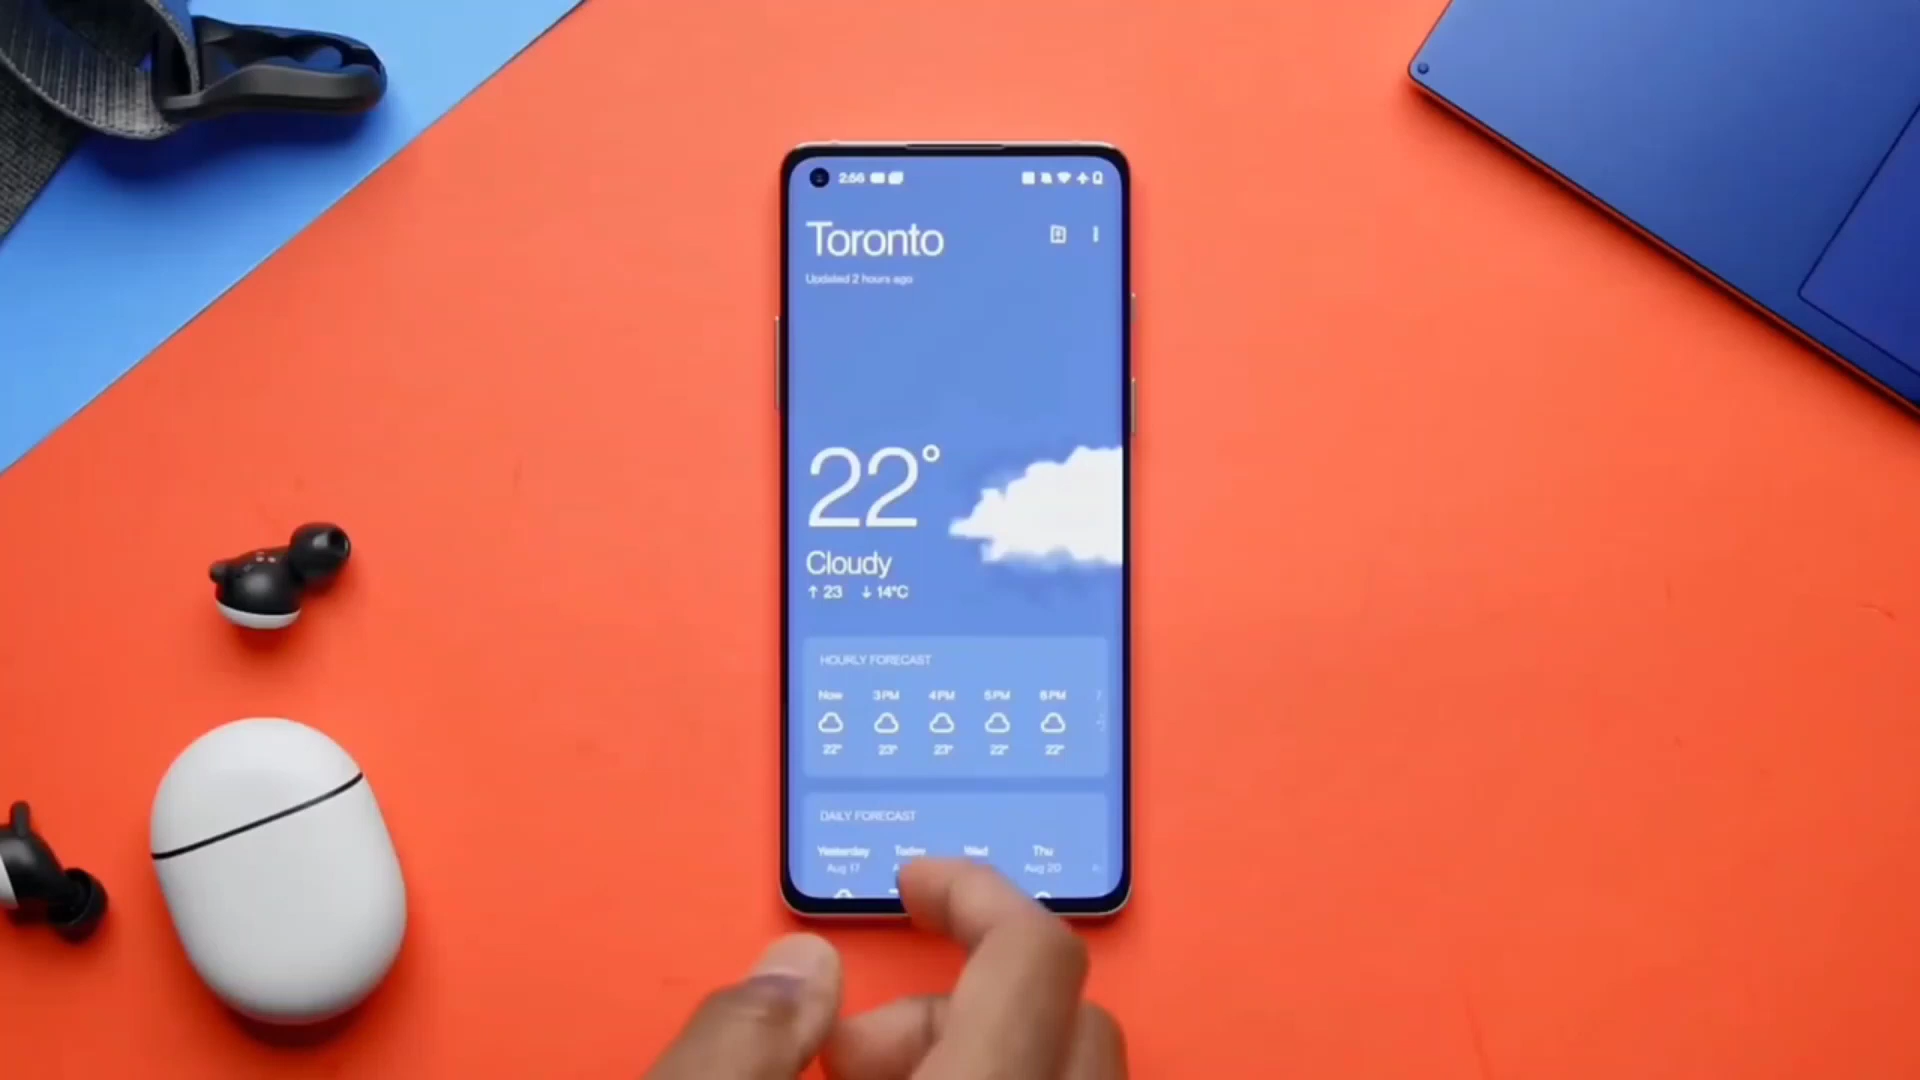 2:56
Toronto
Updated 2 hours ago
22°
Cloudy
↑ 23 ↓ 14°C
HOURLY FORECAST
Now 3PM 4PM 5PM 6PM
22° 23° 23° 22° 22°
DAILY FORECAST
Yesterday Today Wed Thu
Aug 17 Aug 20